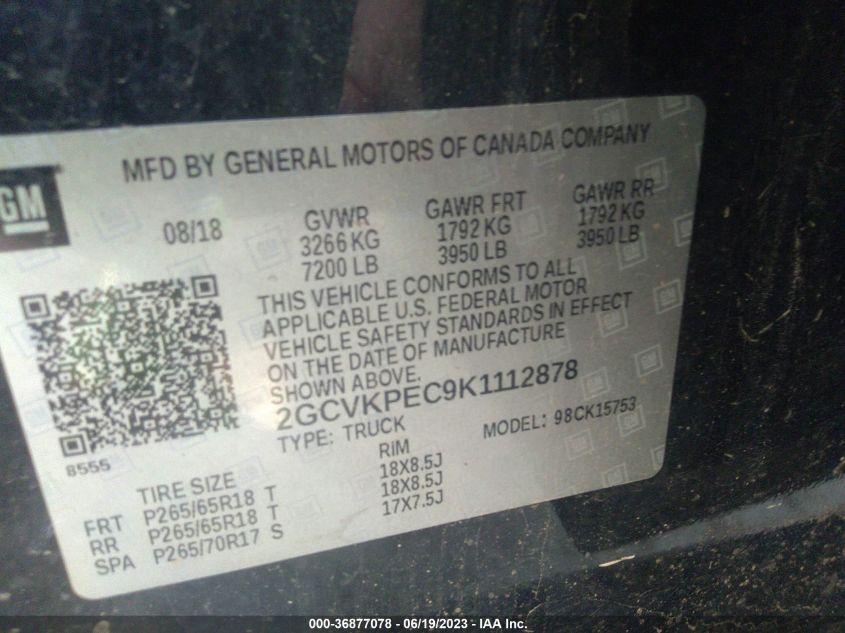 MFD BY GENERAL MOTORS OF CANADA COMPANY
GM
08/18 GVWR GAWR FRT GAWR RR
3266 KG 1792 KG 1792 KG
7200 LB 3950 LB 3950 LB
THIS VEHICLE CONFORMS TO ALL
APPLICABLE U.S. FEDERAL MOTOR
VEHICLE SAFETY STANDARDS IN EFFECT
ON THE DATE OF MANUFACTURE
SHOWN ABOVE.
2GCVKPEC9K1112878
TYPE: TRUCK MODEL: 98CK15753
8555
TIRE SIZE RIM
FRT P265/65R18 T 18X8.5J
RR P265/65R18 T 18X8.5J
SPA P265/70R17 S 17X7.5J
000-36877078 - 06/19/2023 - IAA Inc.